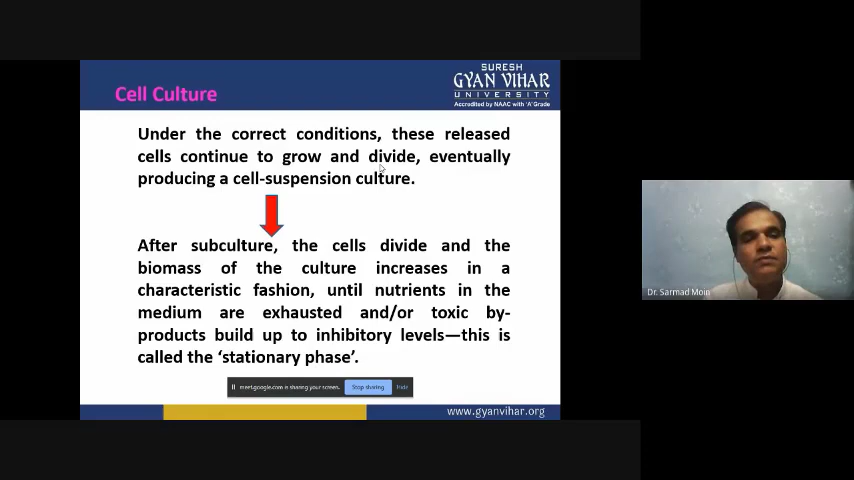 Cell Culture
SURESH
GYAN VIHAR
UNIVERSITY
Accredited by NAAC with 'A' Grade
Under the correct conditions, these released
cells continue to grow and divide, eventually
producing a cell-suspension culture.
After subculture, the cells divide and the
biomass of the culture increases in a
characteristic fashion, until nutrients in the
medium are exhausted and/or toxic by-
products build up to inhibitory levels—this is
called the ‘stationary phase’.
meet.google.com is sharing your screen.
Stop sharing
Hide
www.gyanvihar.org
Dr. Sarmad Moin